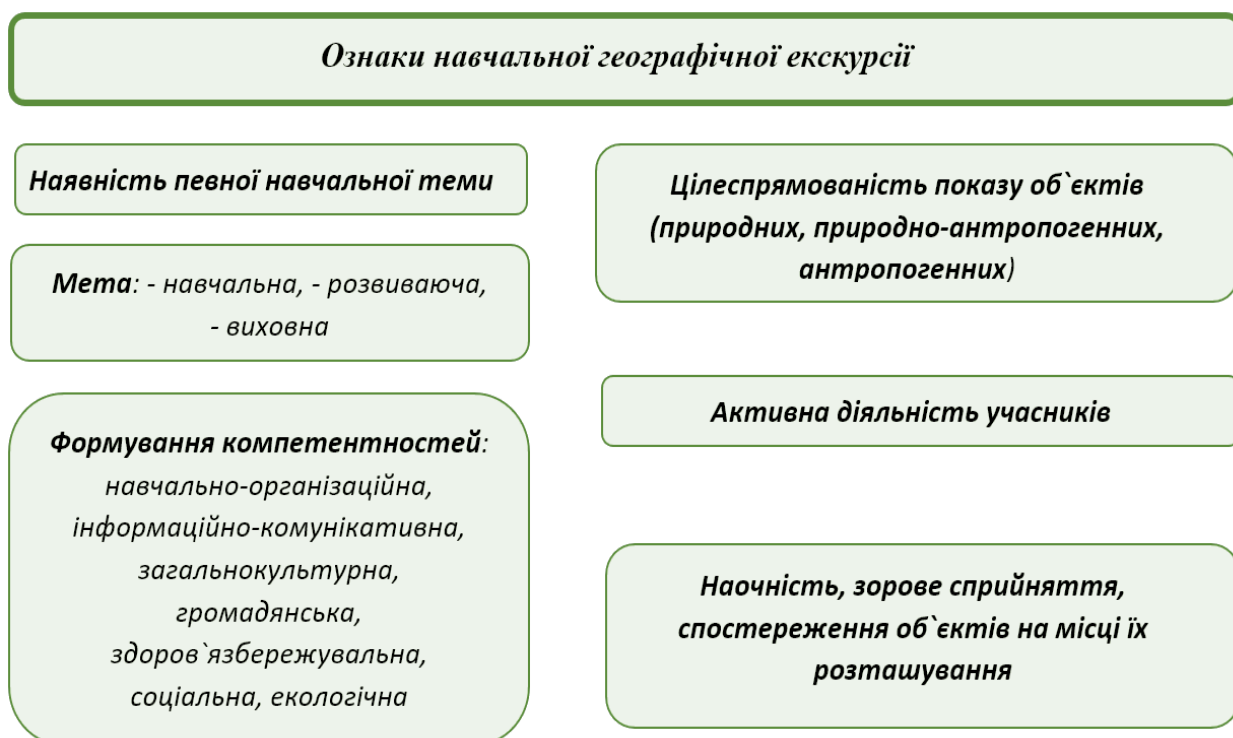 Ознаки навчальної географічної екскурсії
Наявність певної навчальної теми
Мета: - навчальна, - розвиваюча,
- виховна
Формування компетентностей:
навчально-організаційна,
інформаційно-комунікативна,
загальнокультурна,
громадянська,
здоров`язбережувальна,
соціальна, екологічна
Цілеспрямованість показу об`єктів
(природних, природно-антропогенних,
антропогенних)
Активна діяльність учасників
Наочність, зорове сприйняття,
спостереження об`єктів на місці їх
розташування